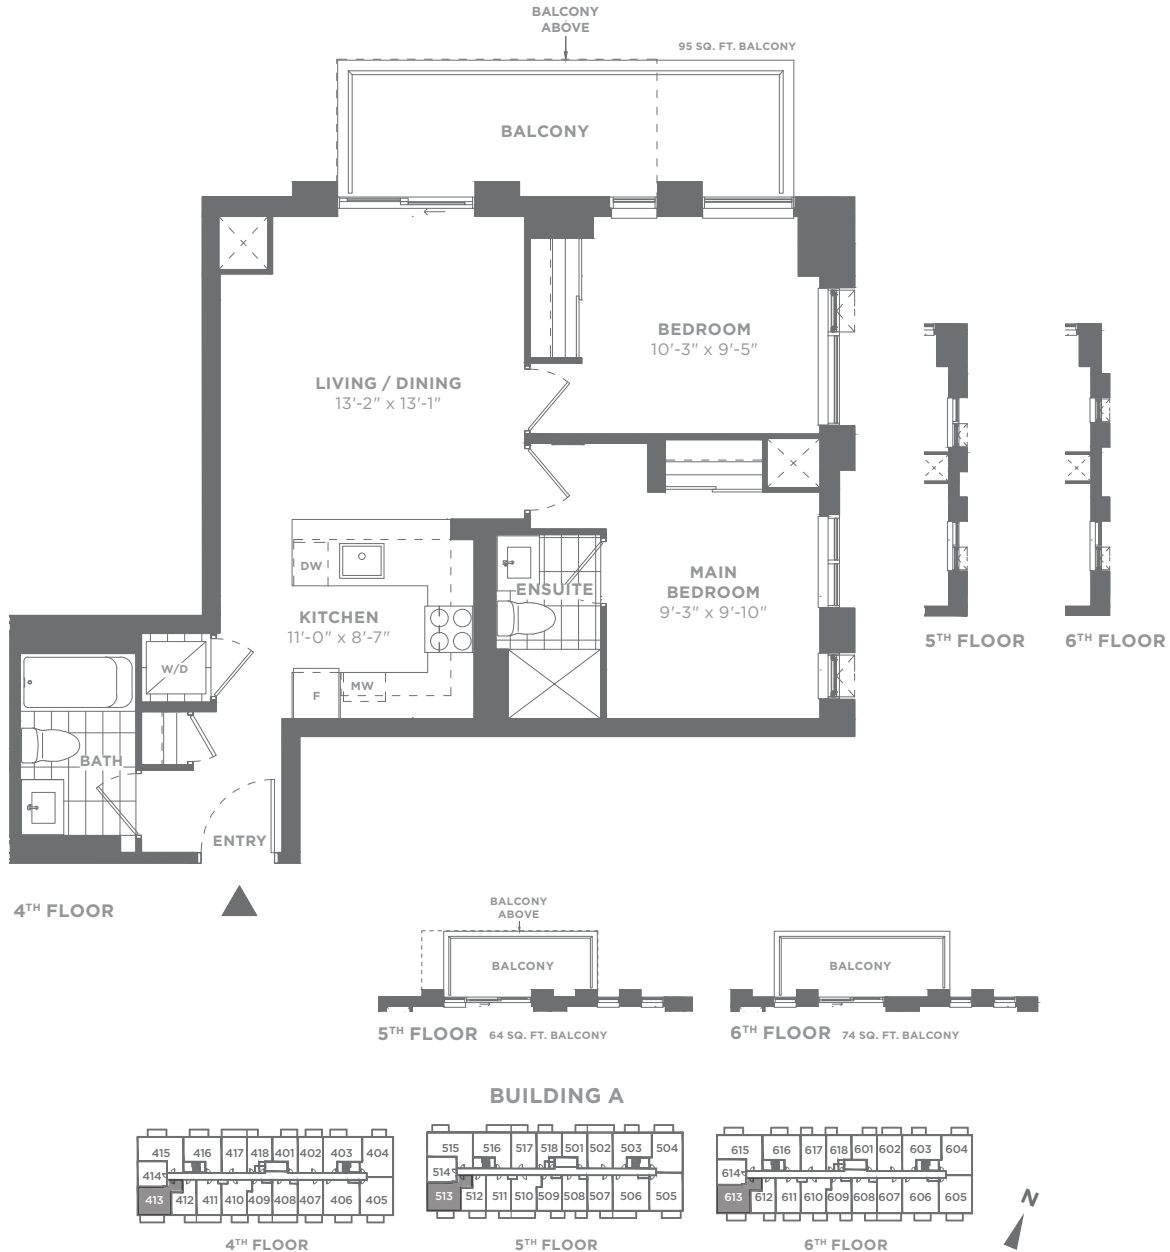 BALCONY
ABOVE
95 SQ. FT. BALCONY
BALCONY
BEDROOM
10'-3" x 9'-5"
LIVING / DINING
13'-2" x 13'-1"
DW
ENSUITE
MAIN
BEDROOM
9'-3" x 9'-10"
KITCHEN
11'-0" x 8'-7"
W/D
F
MW
BATH
ENTRY
5TH FLOOR
6TH FLOOR
4TH FLOOR
BALCONY
ABOVE
BALCONY
BALCONY
5TH FLOOR 64 SQ. FT. BALCONY
6TH FLOOR 74 SQ. FT. BALCONY
BUILDING A
415 416 417 418 401 402 403 404
414
413 412 411 410 409 408 407 406 405
4TH FLOOR
515 516 517 518 501 502 503 504
514
513 512 511 510 509 508 507 506 505
5TH FLOOR
615 616 617 618 601 602 603 604
614
613 612 611 610 609 608 607 606 605
6TH FLOOR
N